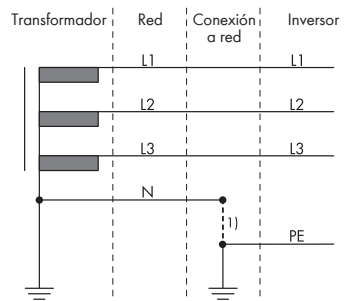 Transformador Red Conexión a red Inversor
L1 L1
L2 L2
L3 L3
N
1)
PE